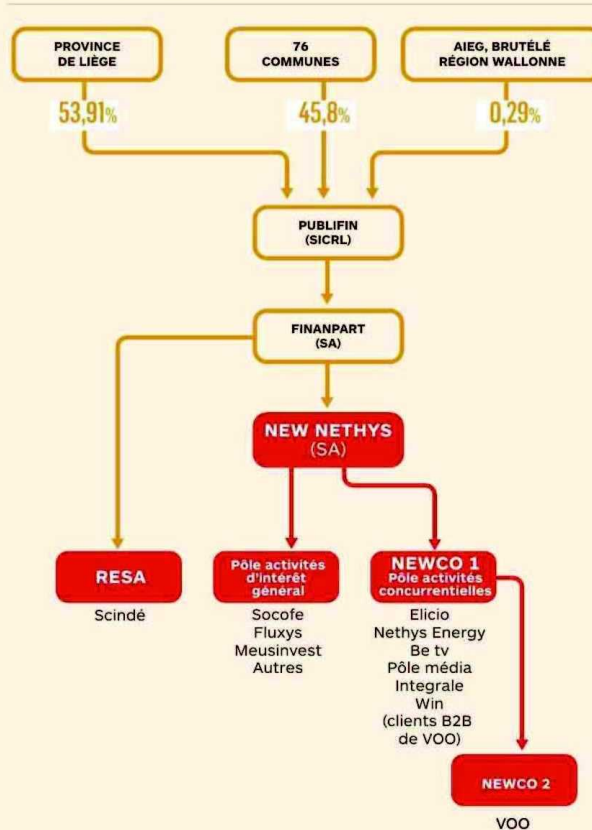 PROVINCE
DE LIÈGE
76
COMMUNES
AIEG, BRUTÉLÉ
RÉGION WALLONNE
53,91%
45,8%
0,29%
PUBLIFIN
(SICRL)
FINANPART
(SA)
NEW NETHYS
(SA)
RESA
Scindé
Pôle activités
d'intérêt
général
Socofe
Fluxys
Meusinvest
Autres
NEWCO 1
Pôle activités
concurrentielles
Elicio
Nethys Energy
Be tv
Pôle média
Integrale
Win
(clients B2B
de VOO)
NEWCO 2
VOO